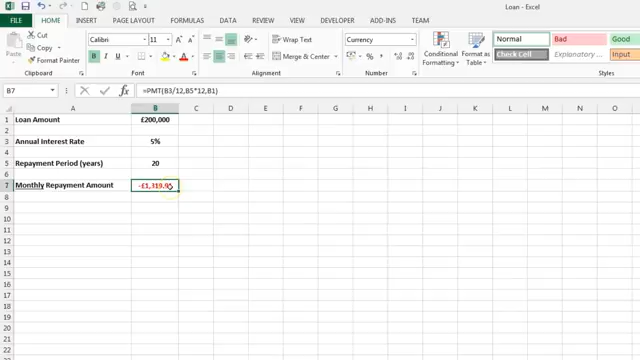 Loan - Excel
FILE HOME INSERT PAGE LAYOUT FORMULAS DATA REVIEW VIEW DEVELOPER ADD-INS TEAM
Paste
Cut
Copy
Format Painter
Clipboard
Calibri 11
B I U
Font
Wrap Text
Merge & Center
Alignment
Currency
Number
Conditional Formatting
Format as Table
Normal Bad Good
Check Cell Explanatory ... Input
Styles
B7 =PMT(B3/12,B5*12,B1)
A B C D E F G H I J K L M
1 Loan Amount £200,000
2
3 Annual Interest Rate 5%
4
5 Repayment Period (years) 20
6
7 Monthly Repayment Amount
8
9
10
11
12
13
14
15
16
17
18
19
20
21
22